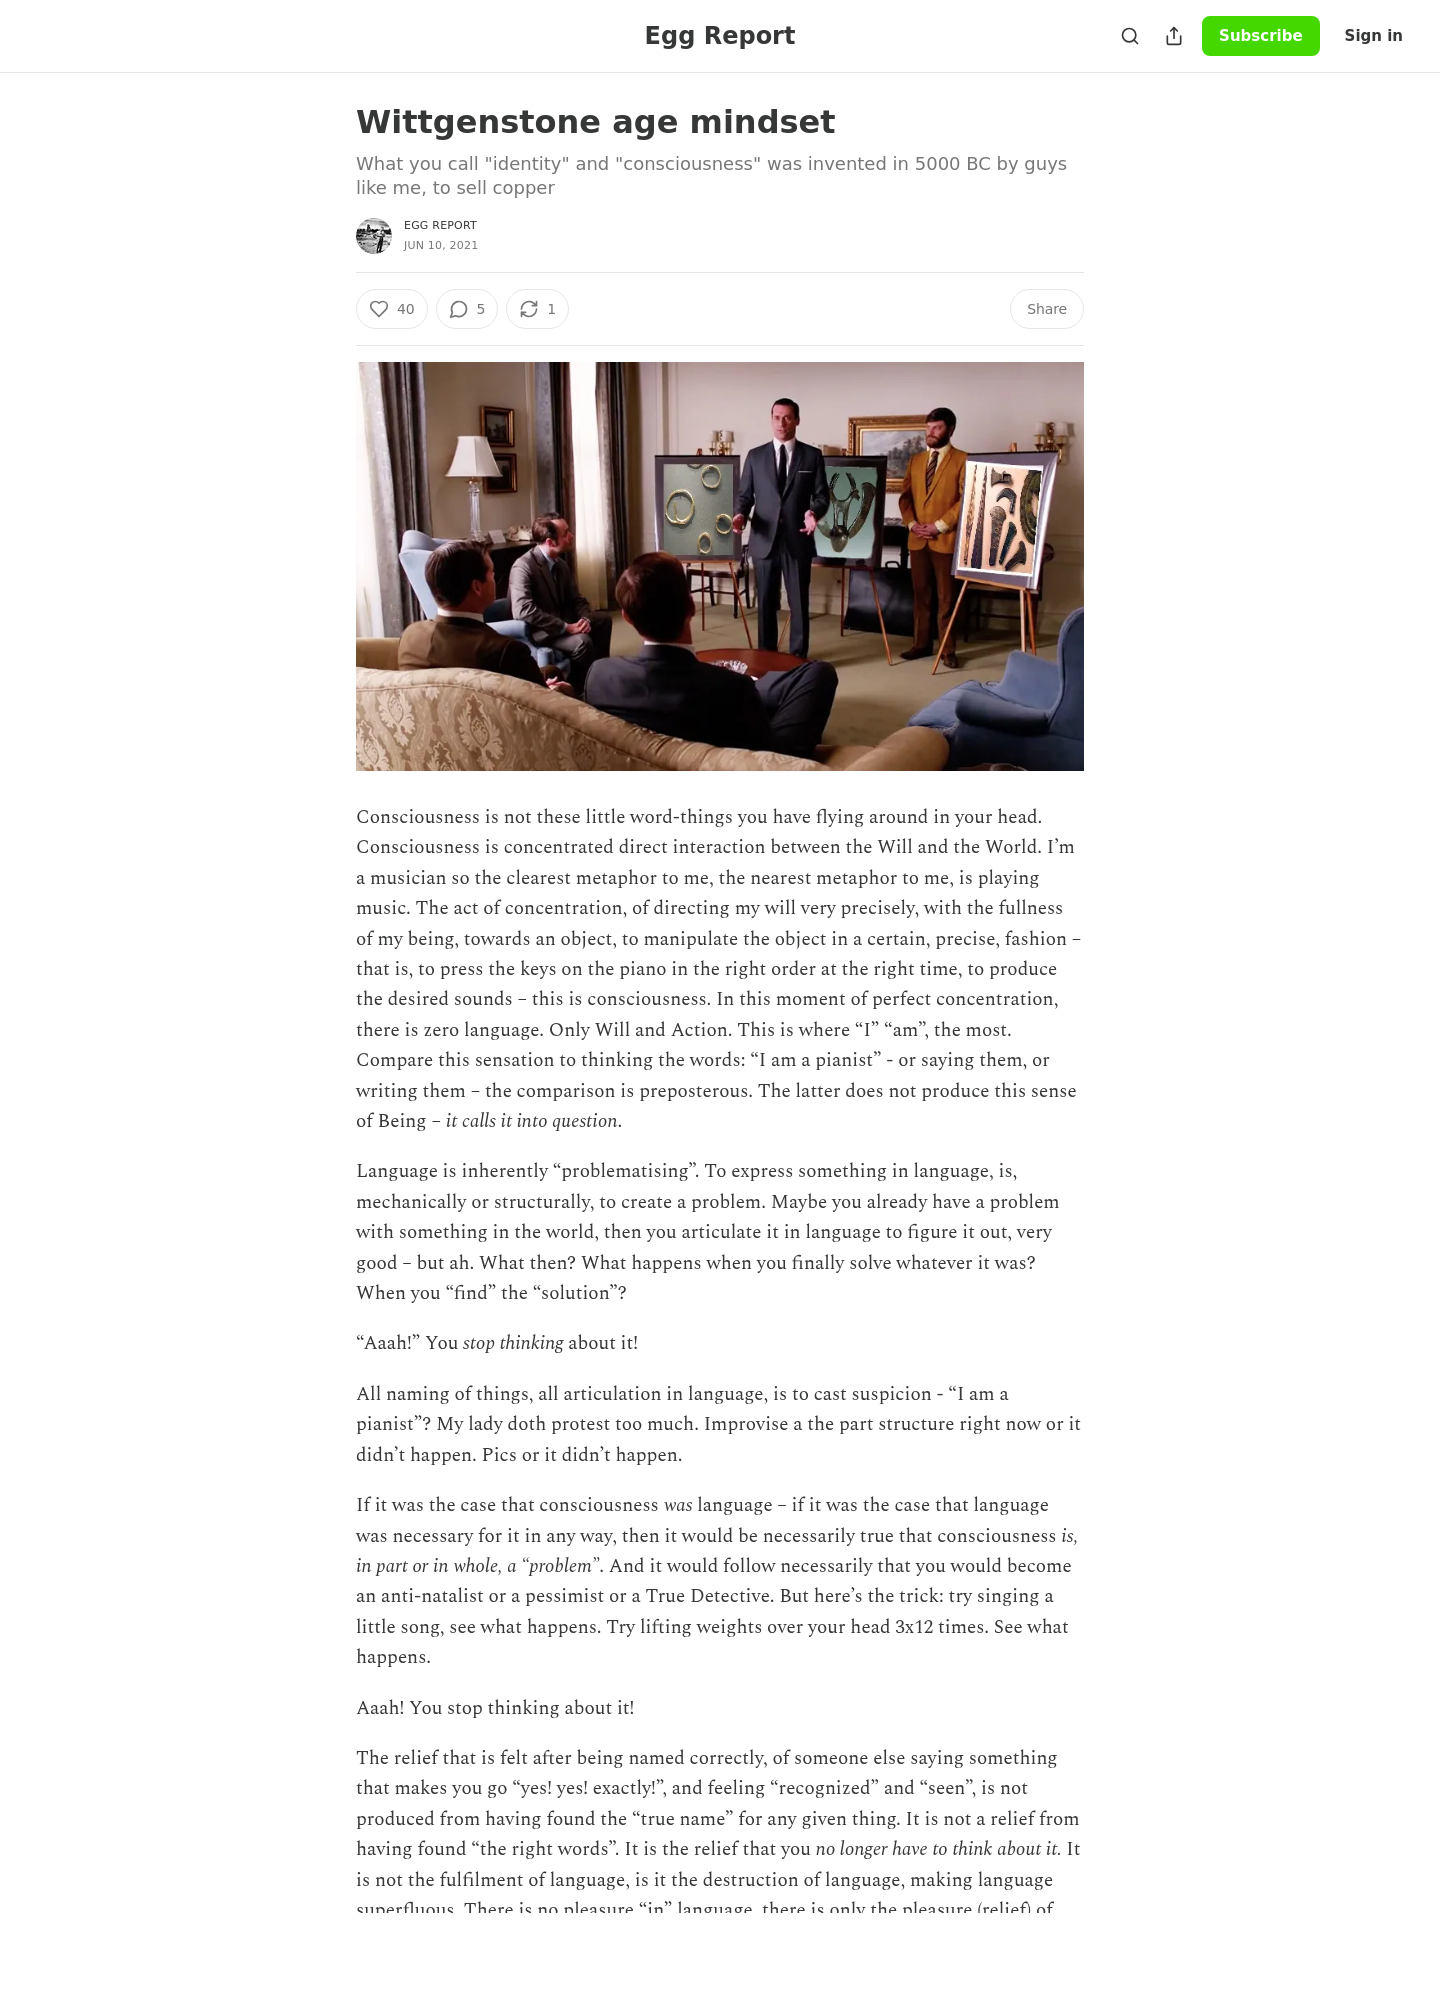 Egg Report
Subscribe
Sign in
Wittgenstone age mindset
What you call "identity" and "consciousness" was invented in 5000 BC by guys
like me, to sell copper
EGG REPORT
JUN 10, 2021
40
5
1
Share
Consciousness is not these little word-things you have flying around in your head.
Consciousness is concentrated direct interaction between the Will and the World. I’m
a musician so the clearest metaphor to me, the nearest metaphor to me, is playing
music. The act of concentration, of directing my will very precisely, with the fullness
of my being, towards an object, to manipulate the object in a certain, precise, fashion –
that is, to press the keys on the piano in the right order at the right time, to produce
the desired sounds – this is consciousness. In this moment of perfect concentration,
there is zero language. Only Will and Action. This is where “I” “am”, the most.
Compare this sensation to thinking the words: “I am a pianist” - or saying them, or
writing them – the comparison is preposterous. The latter does not produce this sense
of Being – it calls it into question.
Language is inherently “problematising”. To express something in language, is,
mechanically or structurally, to create a problem. Maybe you already have a problem
with something in the world, then you articulate it in language to figure it out, very
good – but ah. What then? What happens when you finally solve whatever it was?
When you “find” the “solution”?
“Aaah!” You stop thinking about it!
All naming of things, all articulation in language, is to cast suspicion - “I am a
pianist”? My lady doth protest too much. Improvise a the part structure right now or it
didn’t happen. Pics or it didn’t happen.
If it was the case that consciousness was language – if it was the case that language
was necessary for it in any way, then it would be necessarily true that consciousness is,
in part or in whole, a “problem”. And it would follow necessarily that you would become
an anti-natalist or a pessimist or a True Detective. But here’s the trick: try singing a
little song, see what happens. Try lifting weights over your head 3x12 times. See what
happens.
Aaah! You stop thinking about it!
The relief that is felt after being named correctly, of someone else saying something
that makes you go “yes! yes! exactly!”, and feeling “recognized” and “seen”, is not
produced from having found the “true name” for any given thing. It is not a relief from
having found “the right words”. It is the relief that you no longer have to think about it. It
is not the fulfilment of language, is it the destruction of language, making language
superfluous. There is no pleasure “in” language, there is only the pleasure (relief) of